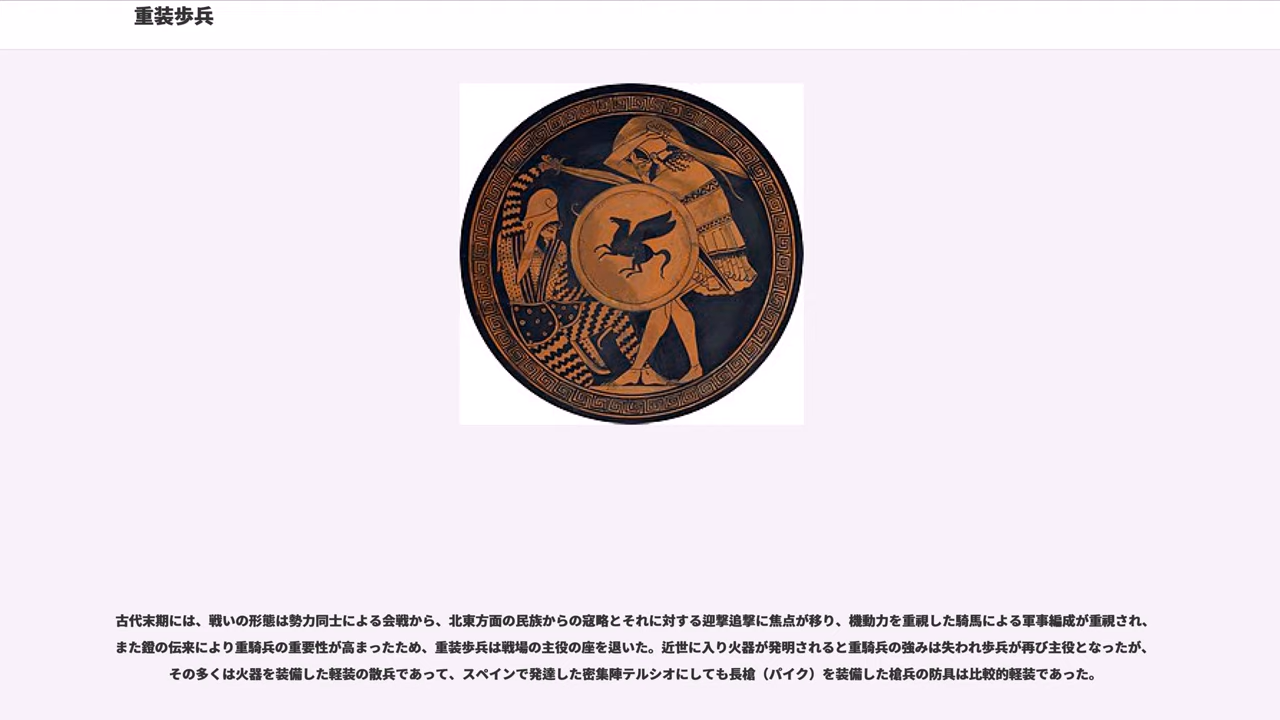 重装歩兵
古代末期には、戦いの形態は勢力同士による会戦から、北東方面の民族からの寇略とそれに対する迎撃追撃に焦点が移り、機動力を重視した騎馬による軍事編成が重視され、
また鐙の伝来により重騎兵の重要性が高まったため、重装歩兵は戦場の主役の座を退いた。近世に入り火器が発明されると重騎兵の強みは失われ歩兵が再び主役となったが、
その多くは火器を装備した軽装の散兵であって、スペインで発達した密集陣テルシオにしても長槍（パイク）を装備した槍兵の防具は比較的軽装であった。